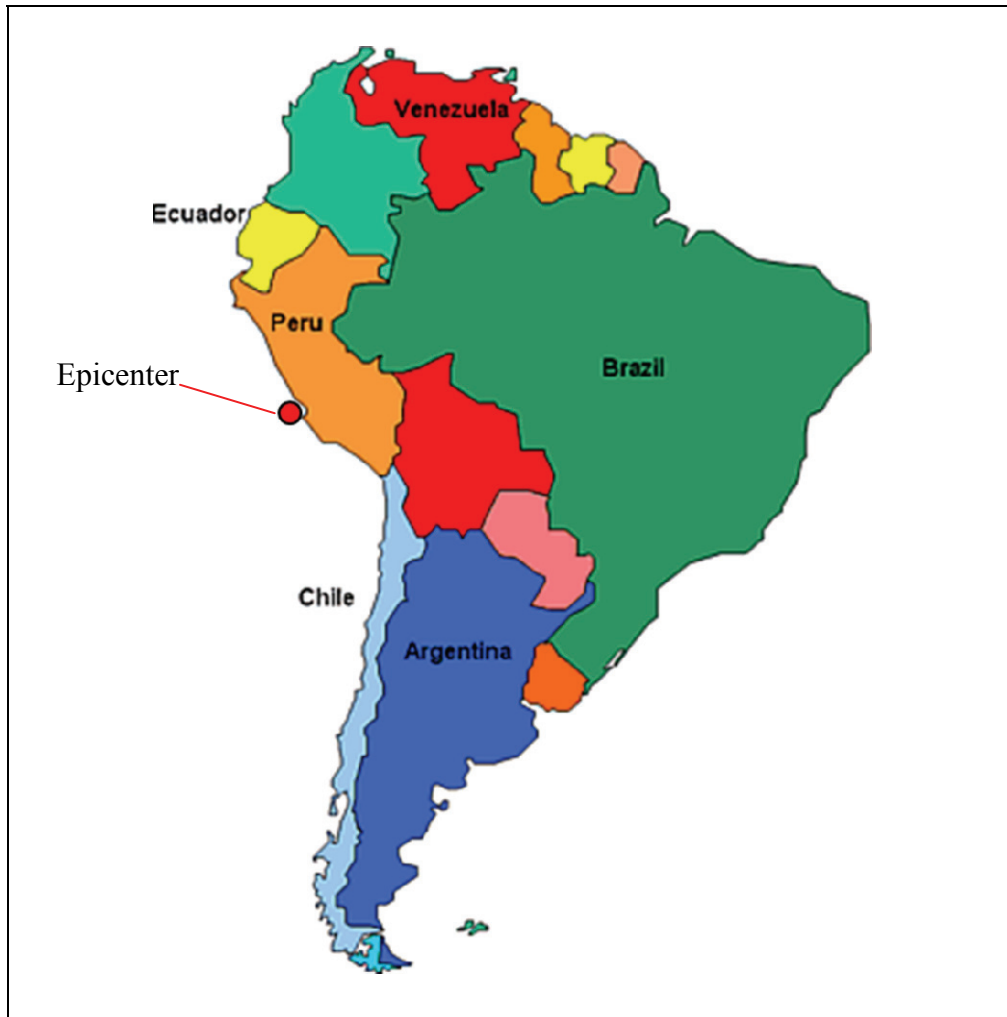 Venezuela
Ecuador
Peru
Epicenter
Brazil
Chile
Argentina